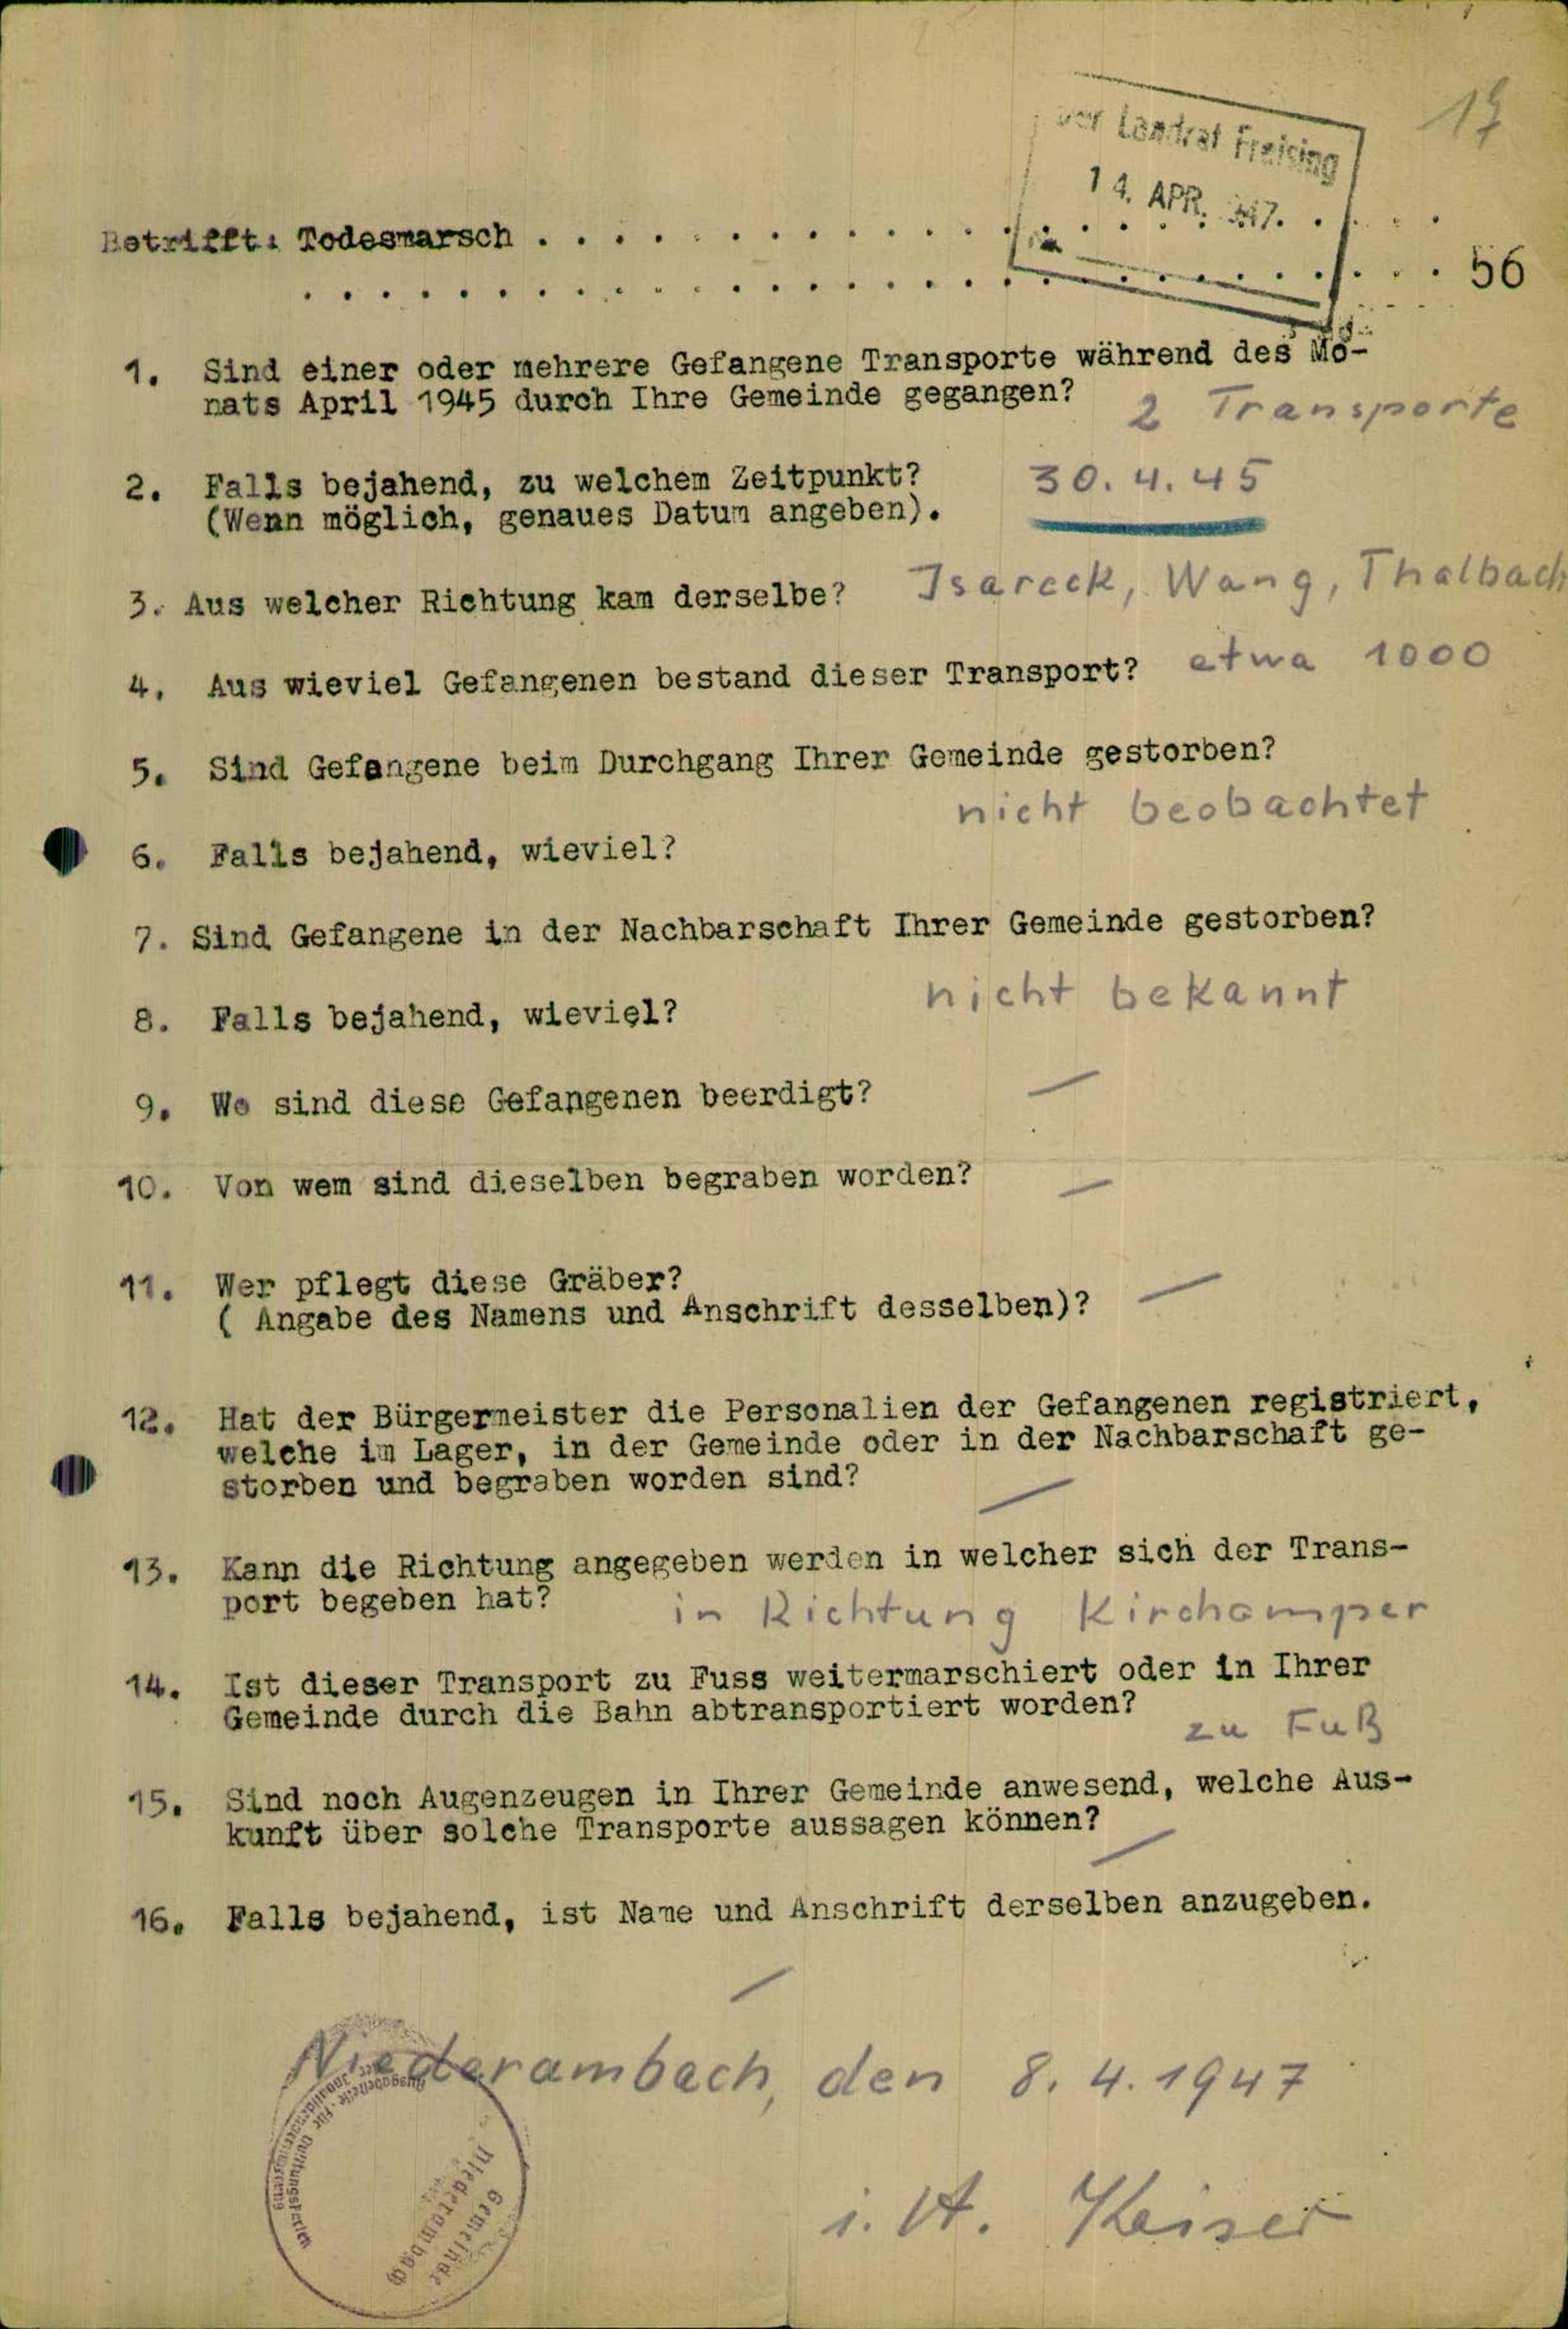 17
Der Landrat Freising
14. APR. 1947
Betrifft: Todesmarsch . . . . . . . . . . . . . . . . . . . . . . . .
. . . . . . . . . . . . . . . . . . . . . . . . . . . . . . 56
1. Sind einer oder mehrere Gefangene Transporte während des Mo-
nats April 1945 durch Ihre Gemeinde gegangen? 2 Transporte
2. Falls bejahend, zu welchem Zeitpunkt? 30.4.45
(Wenn möglich, genaues Datum angeben).
3. Aus welcher Richtung kam derselbe? Isareck, Wang, Thalbach
4. Aus wieviel Gefangenen bestand dieser Transport? etwa 1000
5. Sind Gefangene beim Durchgang Ihrer Gemeinde gestorben?
nicht beobachtet
6. Falls bejahend, wieviel?
7. Sind Gefangene in der Nachbarschaft Ihrer Gemeinde gestorben?
nicht bekannt
8. Falls bejahend, wieviel?
9. Wo sind diese Gefangenen beerdigt? —
10. Von wem sind dieselben begraben worden? —
11. Wer pflegt diese Gräber?
( Angabe des Namens und Anschrift desselben)? —
12. Hat der Bürgermeister die Personalien der Gefangenen registriert,
welche im Lager, in der Gemeinde oder in der Nachbarschaft ge-
storben und begraben worden sind? —
13. Kann die Richtung angegeben werden in welcher sich der Trans-
port begeben hat? in Richtung Kirchamper
14. Ist dieser Transport zu Fuss weitermarschiert oder in Ihrer
Gemeinde durch die Bahn abtransportiert worden? zu Fuß
15. Sind noch Augenzeugen in Ihrer Gemeinde anwesend, welche Aus-
kunft über solche Transporte aussagen können? —
16. Falls bejahend, ist Name und Anschrift derselben anzugeben.
—
Niederambach, den 8.4.1947
Ausgabestelle für Quittungskarten
der Invalidenversicherung
Gemeinde
Niederambach
i. A. Keiser